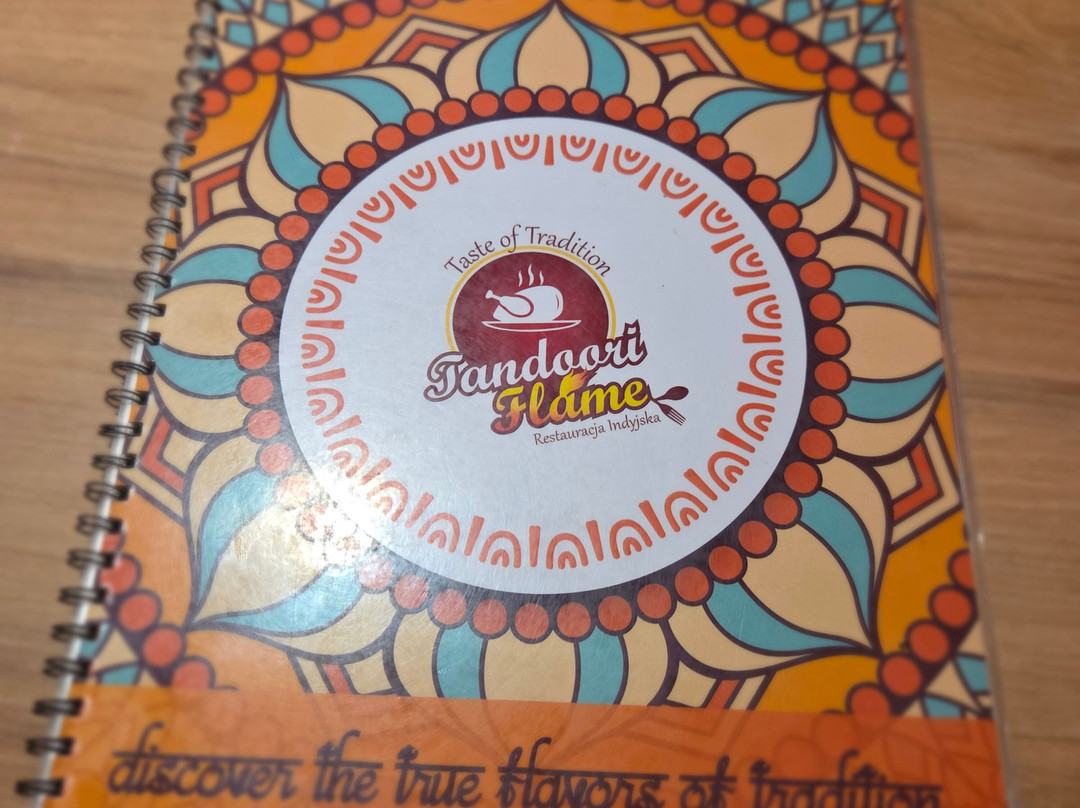 Taste of Tradition
Tandoori
Flame
Restauracja Indyjska
discover the true flavors of tradition